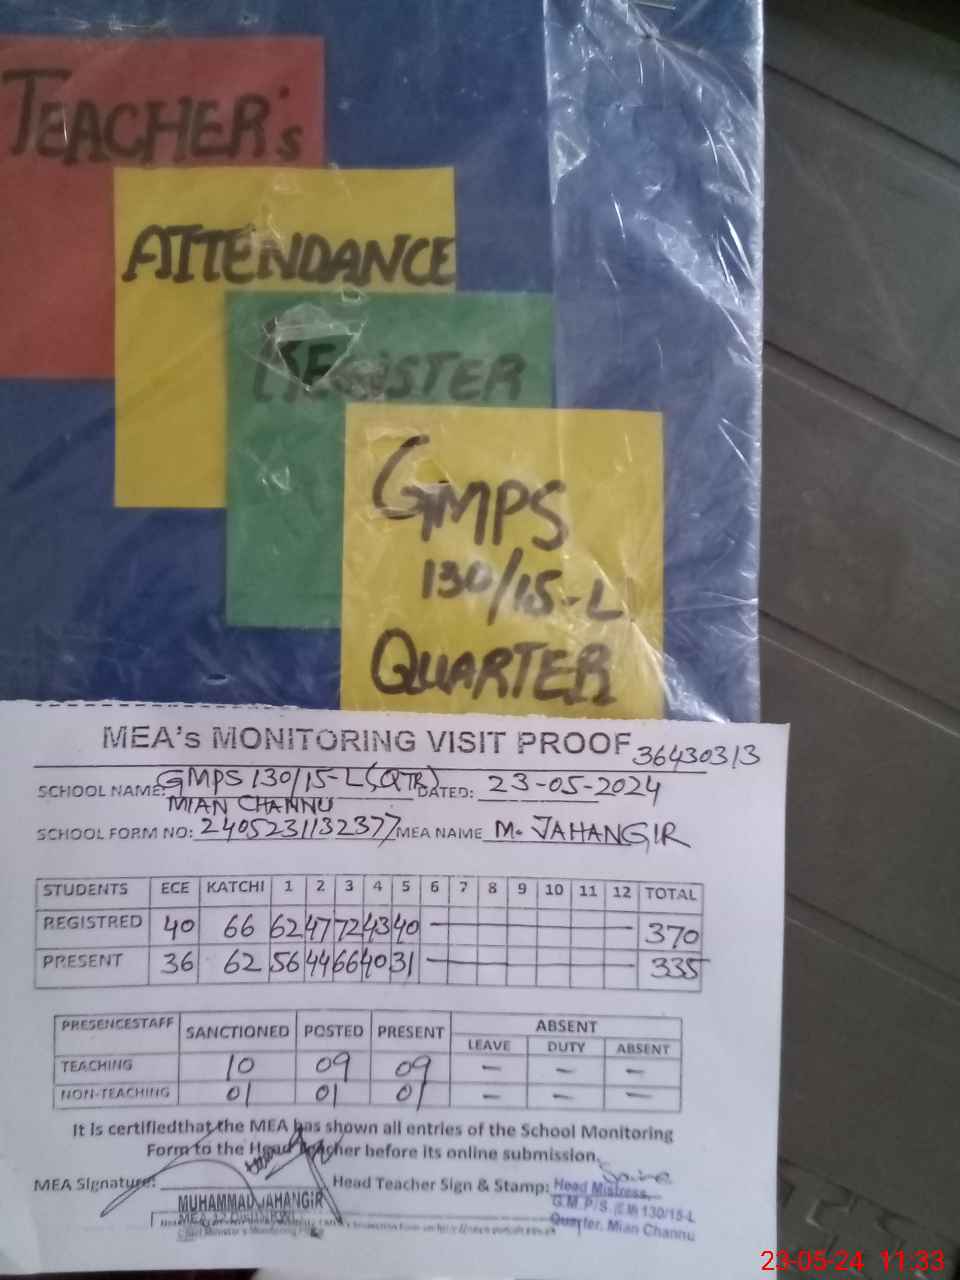 TEACHER's
ATTENDANCE
REGISTER
GMPS
130/15-L
QUARTER
MEA's MONITORING VISIT PROOF 36430313
SCHOOL NAME: GMPS 130/15-L (QTR) DATED: 23-05-2024
MIAN CHANNU
SCHOOL FORM NO: 2405231132377 MEA NAME M. JAHANGIR
STUDENTS ECE KATCHI 1 2 3 4 5 6 7 8 9 10 11 12 TOTAL
REGISTRED 40 66 62 47 72 43 40 — 370
PRESENT 36 62 56 44 66 40 31 — 335
PRESENCESTAFF SANCTIONED POSTED PRESENT ABSENT
LEAVE DUTY ABSENT
TEACHING 10 09 09 — — —
NON-TEACHING 01 01 01 — — —
It is certifiedthat the MEA has shown all entries of the School Monitoring
Form to the Head Teacher before its online submission.
MEA Signature: Head Teacher Sign & Stamp: Head Mistress,
MUHAMMAD JAHANGIR
G.M.P.S. 130/15-L
Quarter, Mian Channu
23-05-24 11:33